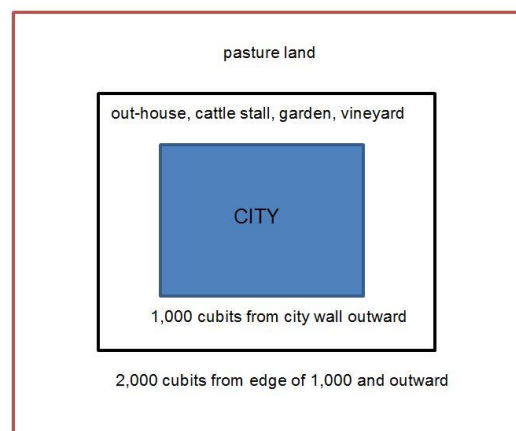 pasture land
out-house, cattle stall, garden, vineyard
CITY
1,000 cubits from city wall outward
2,000 cubits from edge of 1,000 and outward